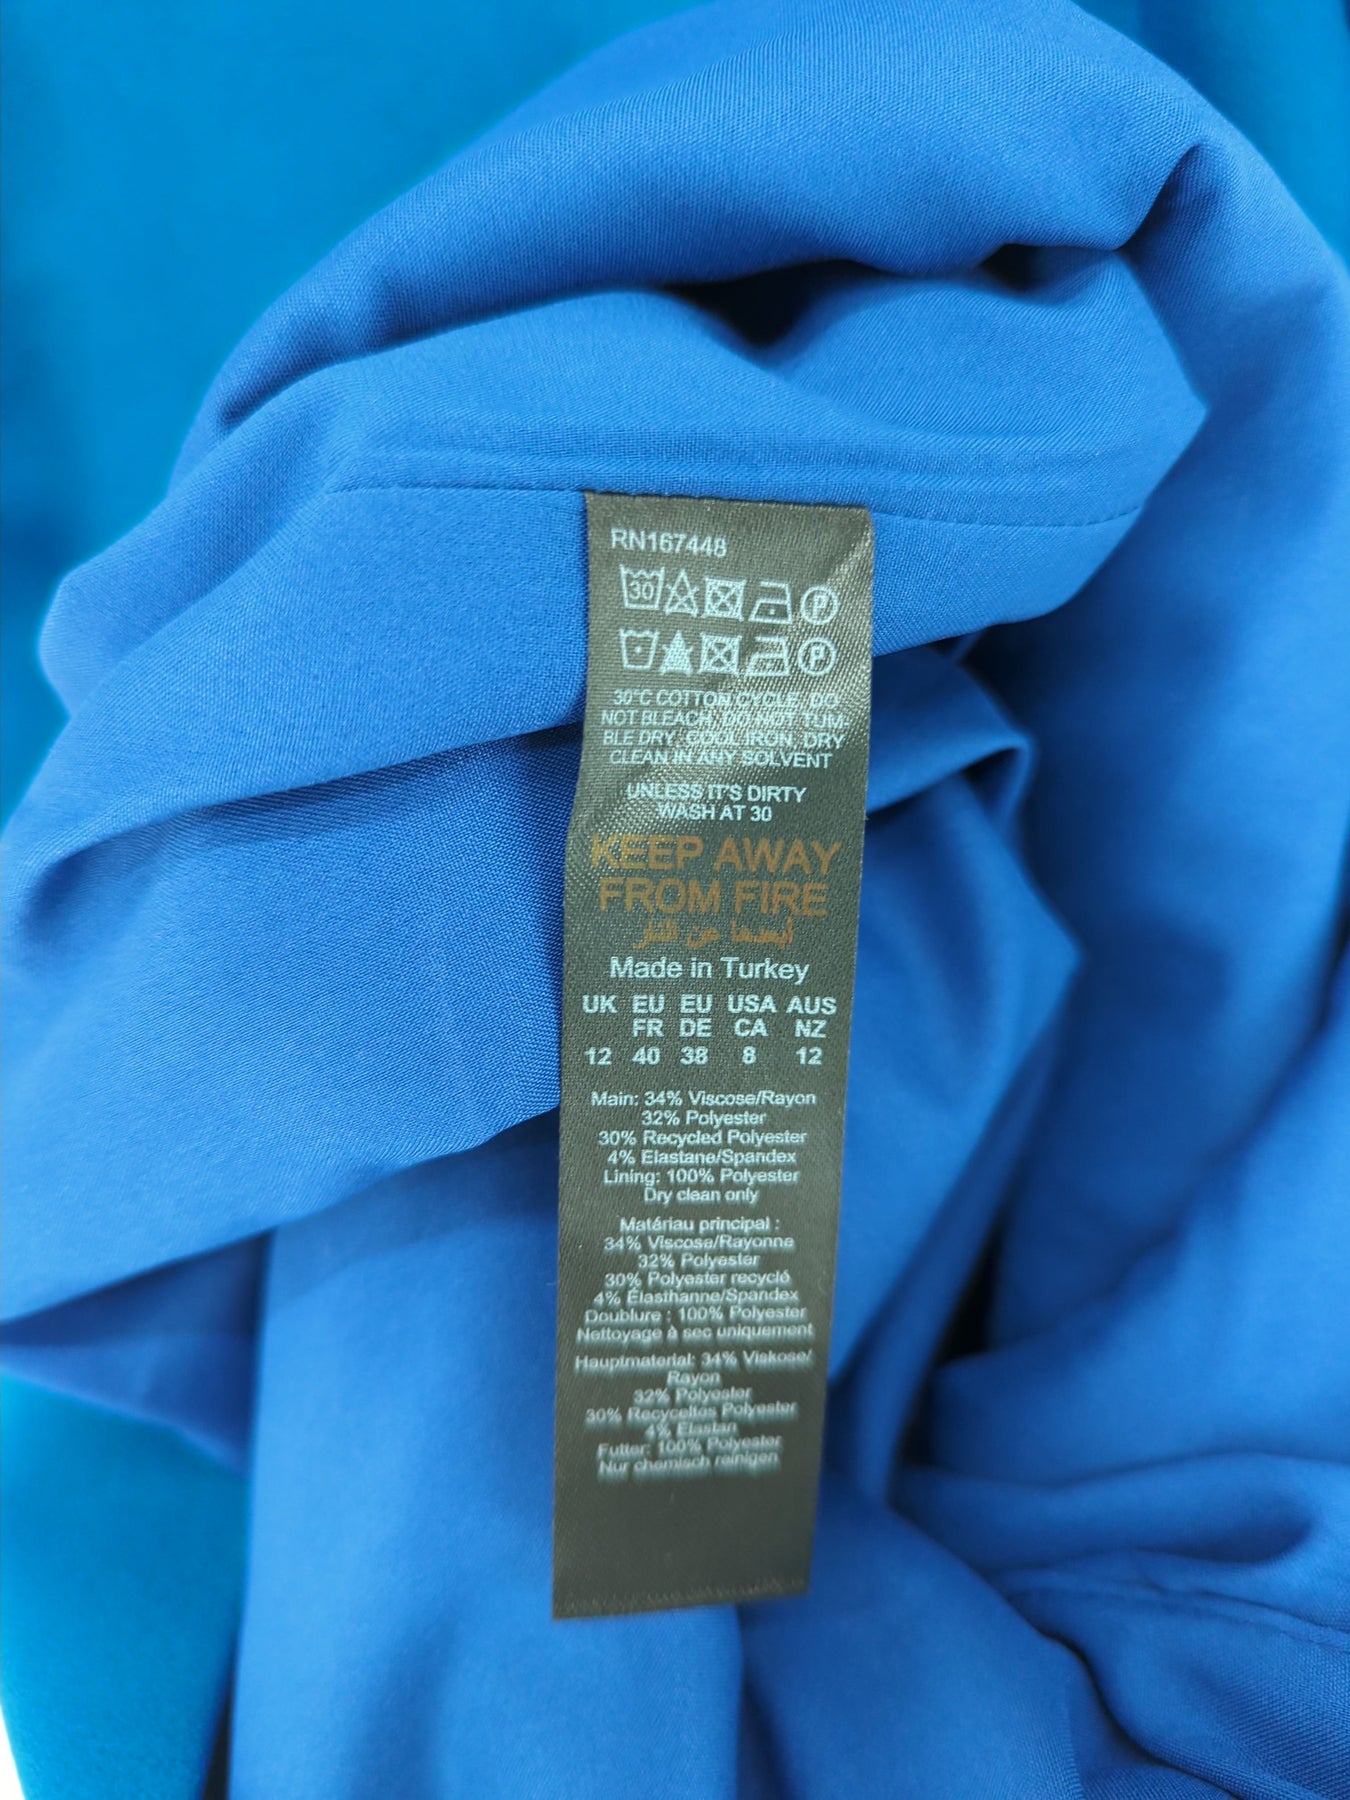 RN167448
30
P
P
30°C COTTON CYCLE, DO
NOT BLEACH, DO NOT TUM-
BLE DRY, COOL IRON, DRY
CLEAN IN ANY SOLVENT
UNLESS IT'S DIRTY
WASH AT 30
KEEP AWAY
FROM FIRE
أبعدها عن النار
Made in Turkey
UK EU EU USA AUS
FR DE CA NZ
12 40 38 8 12
Main: 34% Viscose/Rayon
32% Polyester
30% Recycled Polyester
4% Elastane/Spandex
Lining: 100% Polyester
Dry clean only
Matériau principal :
34% Viscose/Rayonne
32% Polyester
30% Polyester recyclé
4% Élasthanne/Spandex
Doublure : 100% Polyester
Nettoyage à sec uniquement
Hauptmaterial: 34% Viskose/
Rayon
32% Polyester
30% Recyceltes Polyester
4% Elastan
Futter: 100% Polyester
Nur chemisch reinigen